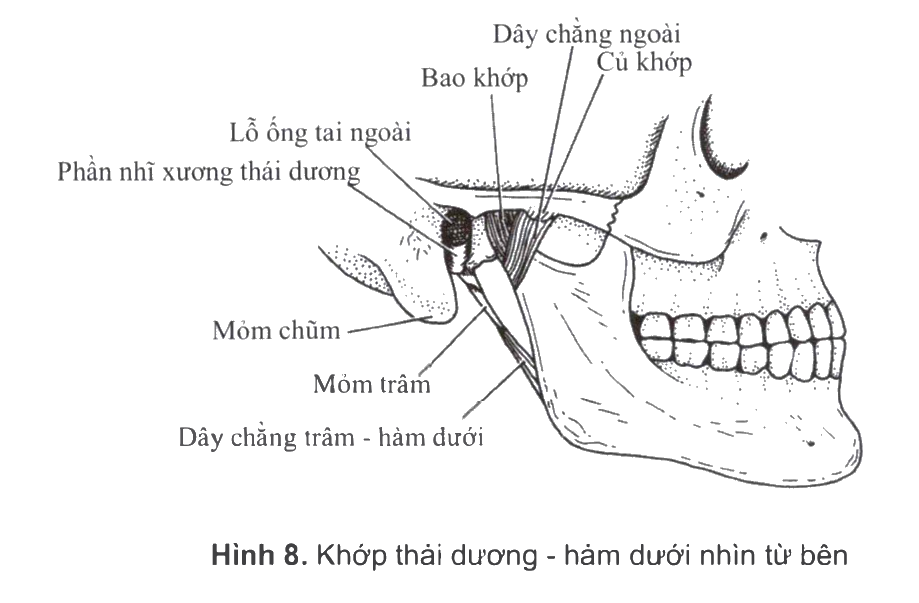 Dây chằng ngoài
Củ khớp
Bao khớp
Lỗ ống tai ngoài
Phần nhĩ xương thái dương
Mỏm chũm
Mỏm trâm
Dây chằng trâm - hàm dưới
Hình 8. Khớp thái dương - hàm dưới nhìn từ bên